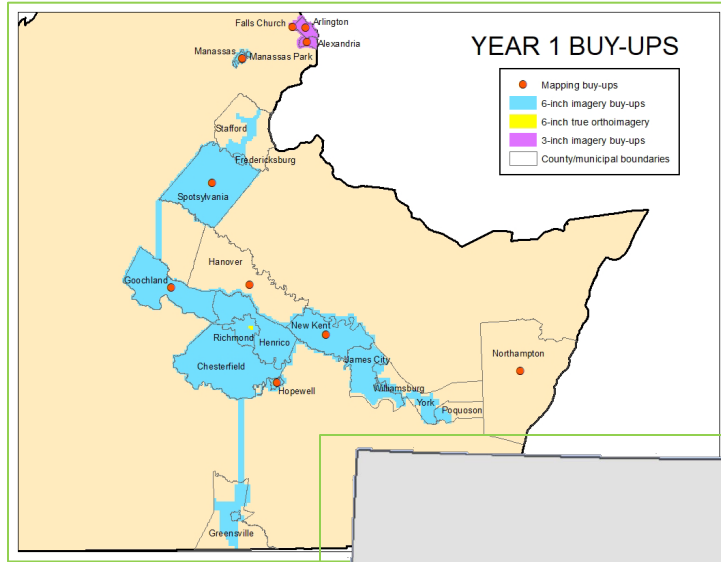 Falls Church
Arlington
Alexandria
Manassas
Manassas Park
YEAR 1 BUY-UPS
Mapping buy-ups
6-inch imagery buy-ups
6-inch true orthoimagery
3-inch imagery buy-ups
County/municipal boundaries
Stafford
Fredericksburg
Spotsylvania
Hanover
Goochland
New Kent
Richmond
Henrico
Northampton
James City
Chesterfield
Hopewell
Williamsburg
York
Poquoson
Greensville